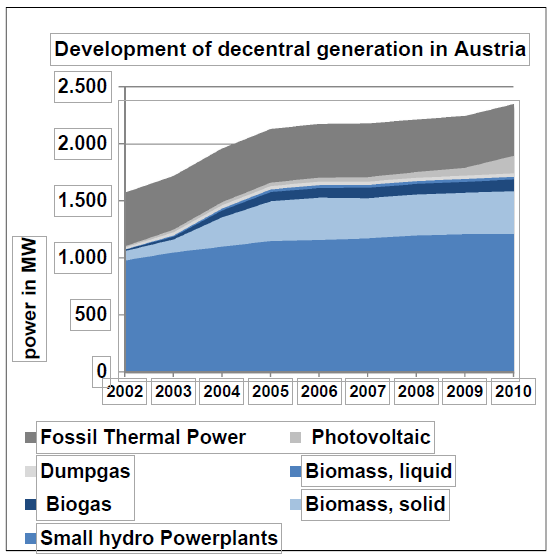 Development of decentral generation in Austria
2.500
2.000
1.500
1.000
500
0
power in MW
2002 2003 2004 2005 2006 2007 2008 2009 2010
Fossil Thermal Power Photovoltaic
Dumpgas Biomass, liquid
Biogas Biomass, solid
Small hydro Powerplants